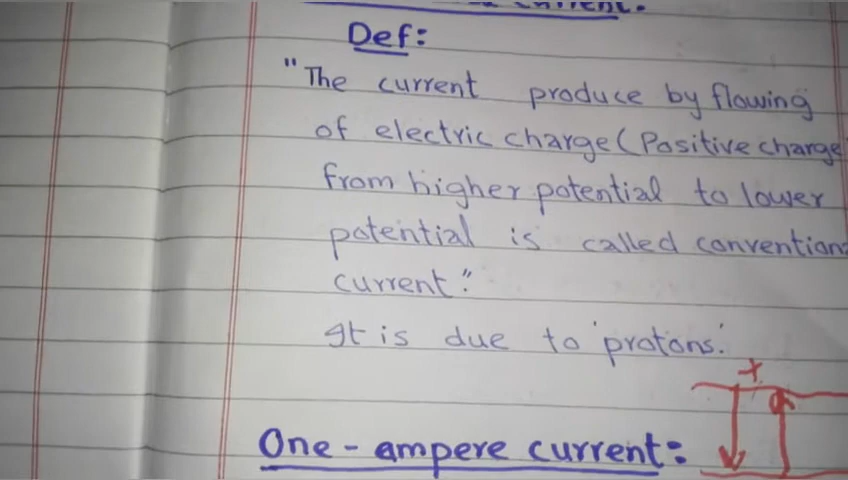 current.
Def:
"The current produce by flowing
of electric charge (Positive charge
from higher potential to lower
potential is called convention
current".
It is due to 'protons'.
+
One-ampere current: